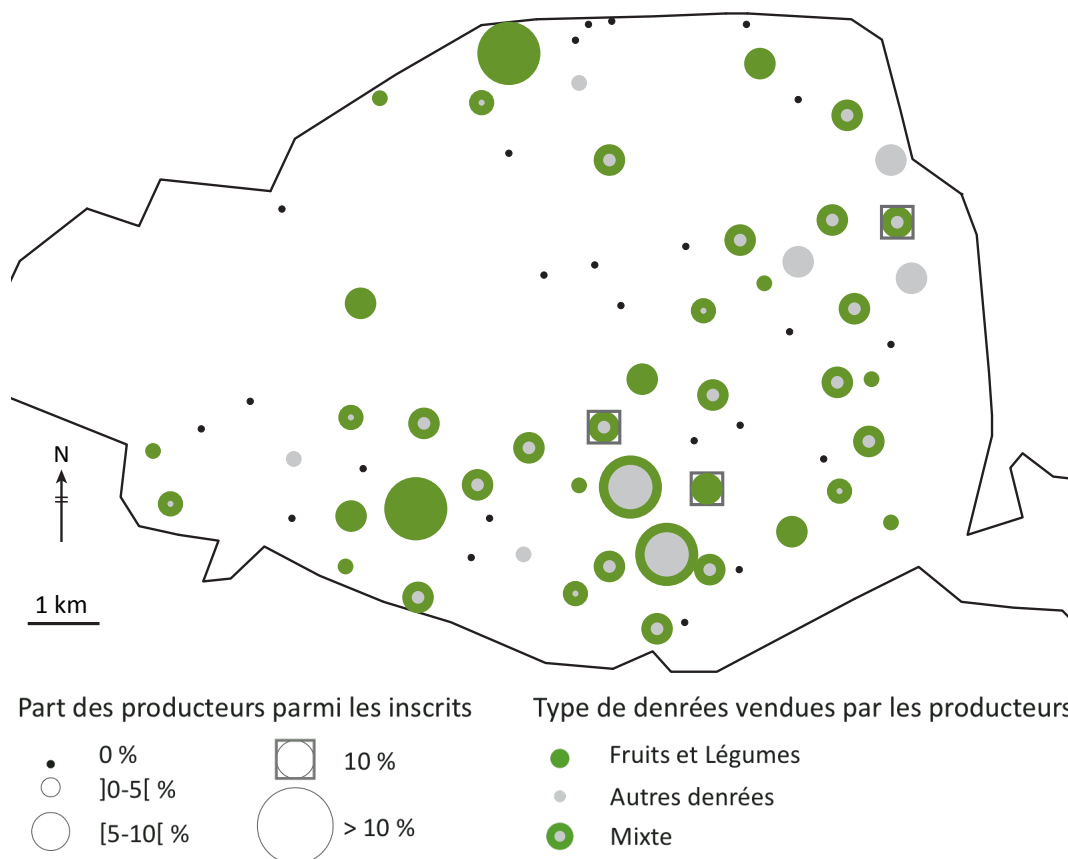 N
1 km
Part des producteurs parmi les inscrits
0 %
]0-5[ %
[5-10[ %
10 %
> 10 %
Type de denrées vendues par les producteurs
Fruits et Légumes
Autres denrées
Mixte